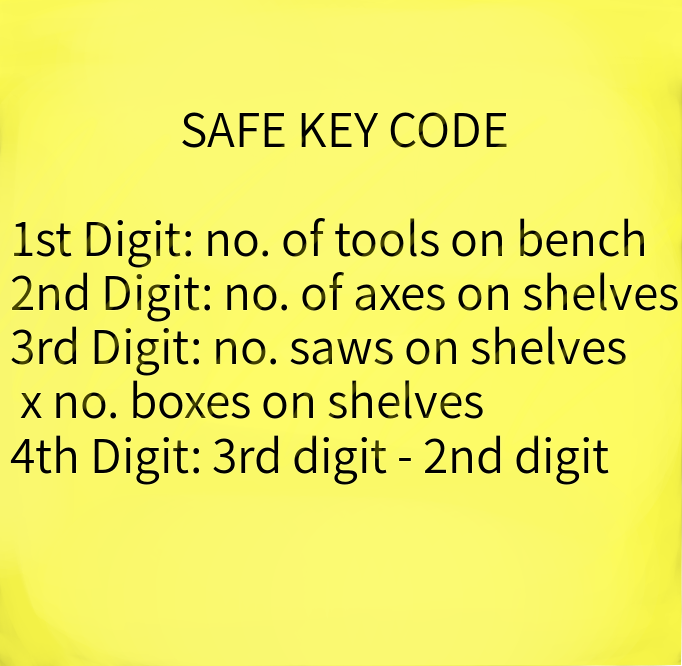 SAFE KEY CODE
1st Digit: no. of tools on bench
2nd Digit: no. of axes on shelves
3rd Digit: no. saws on shelves
x no. boxes on shelves
4th Digit: 3rd digit - 2nd digit